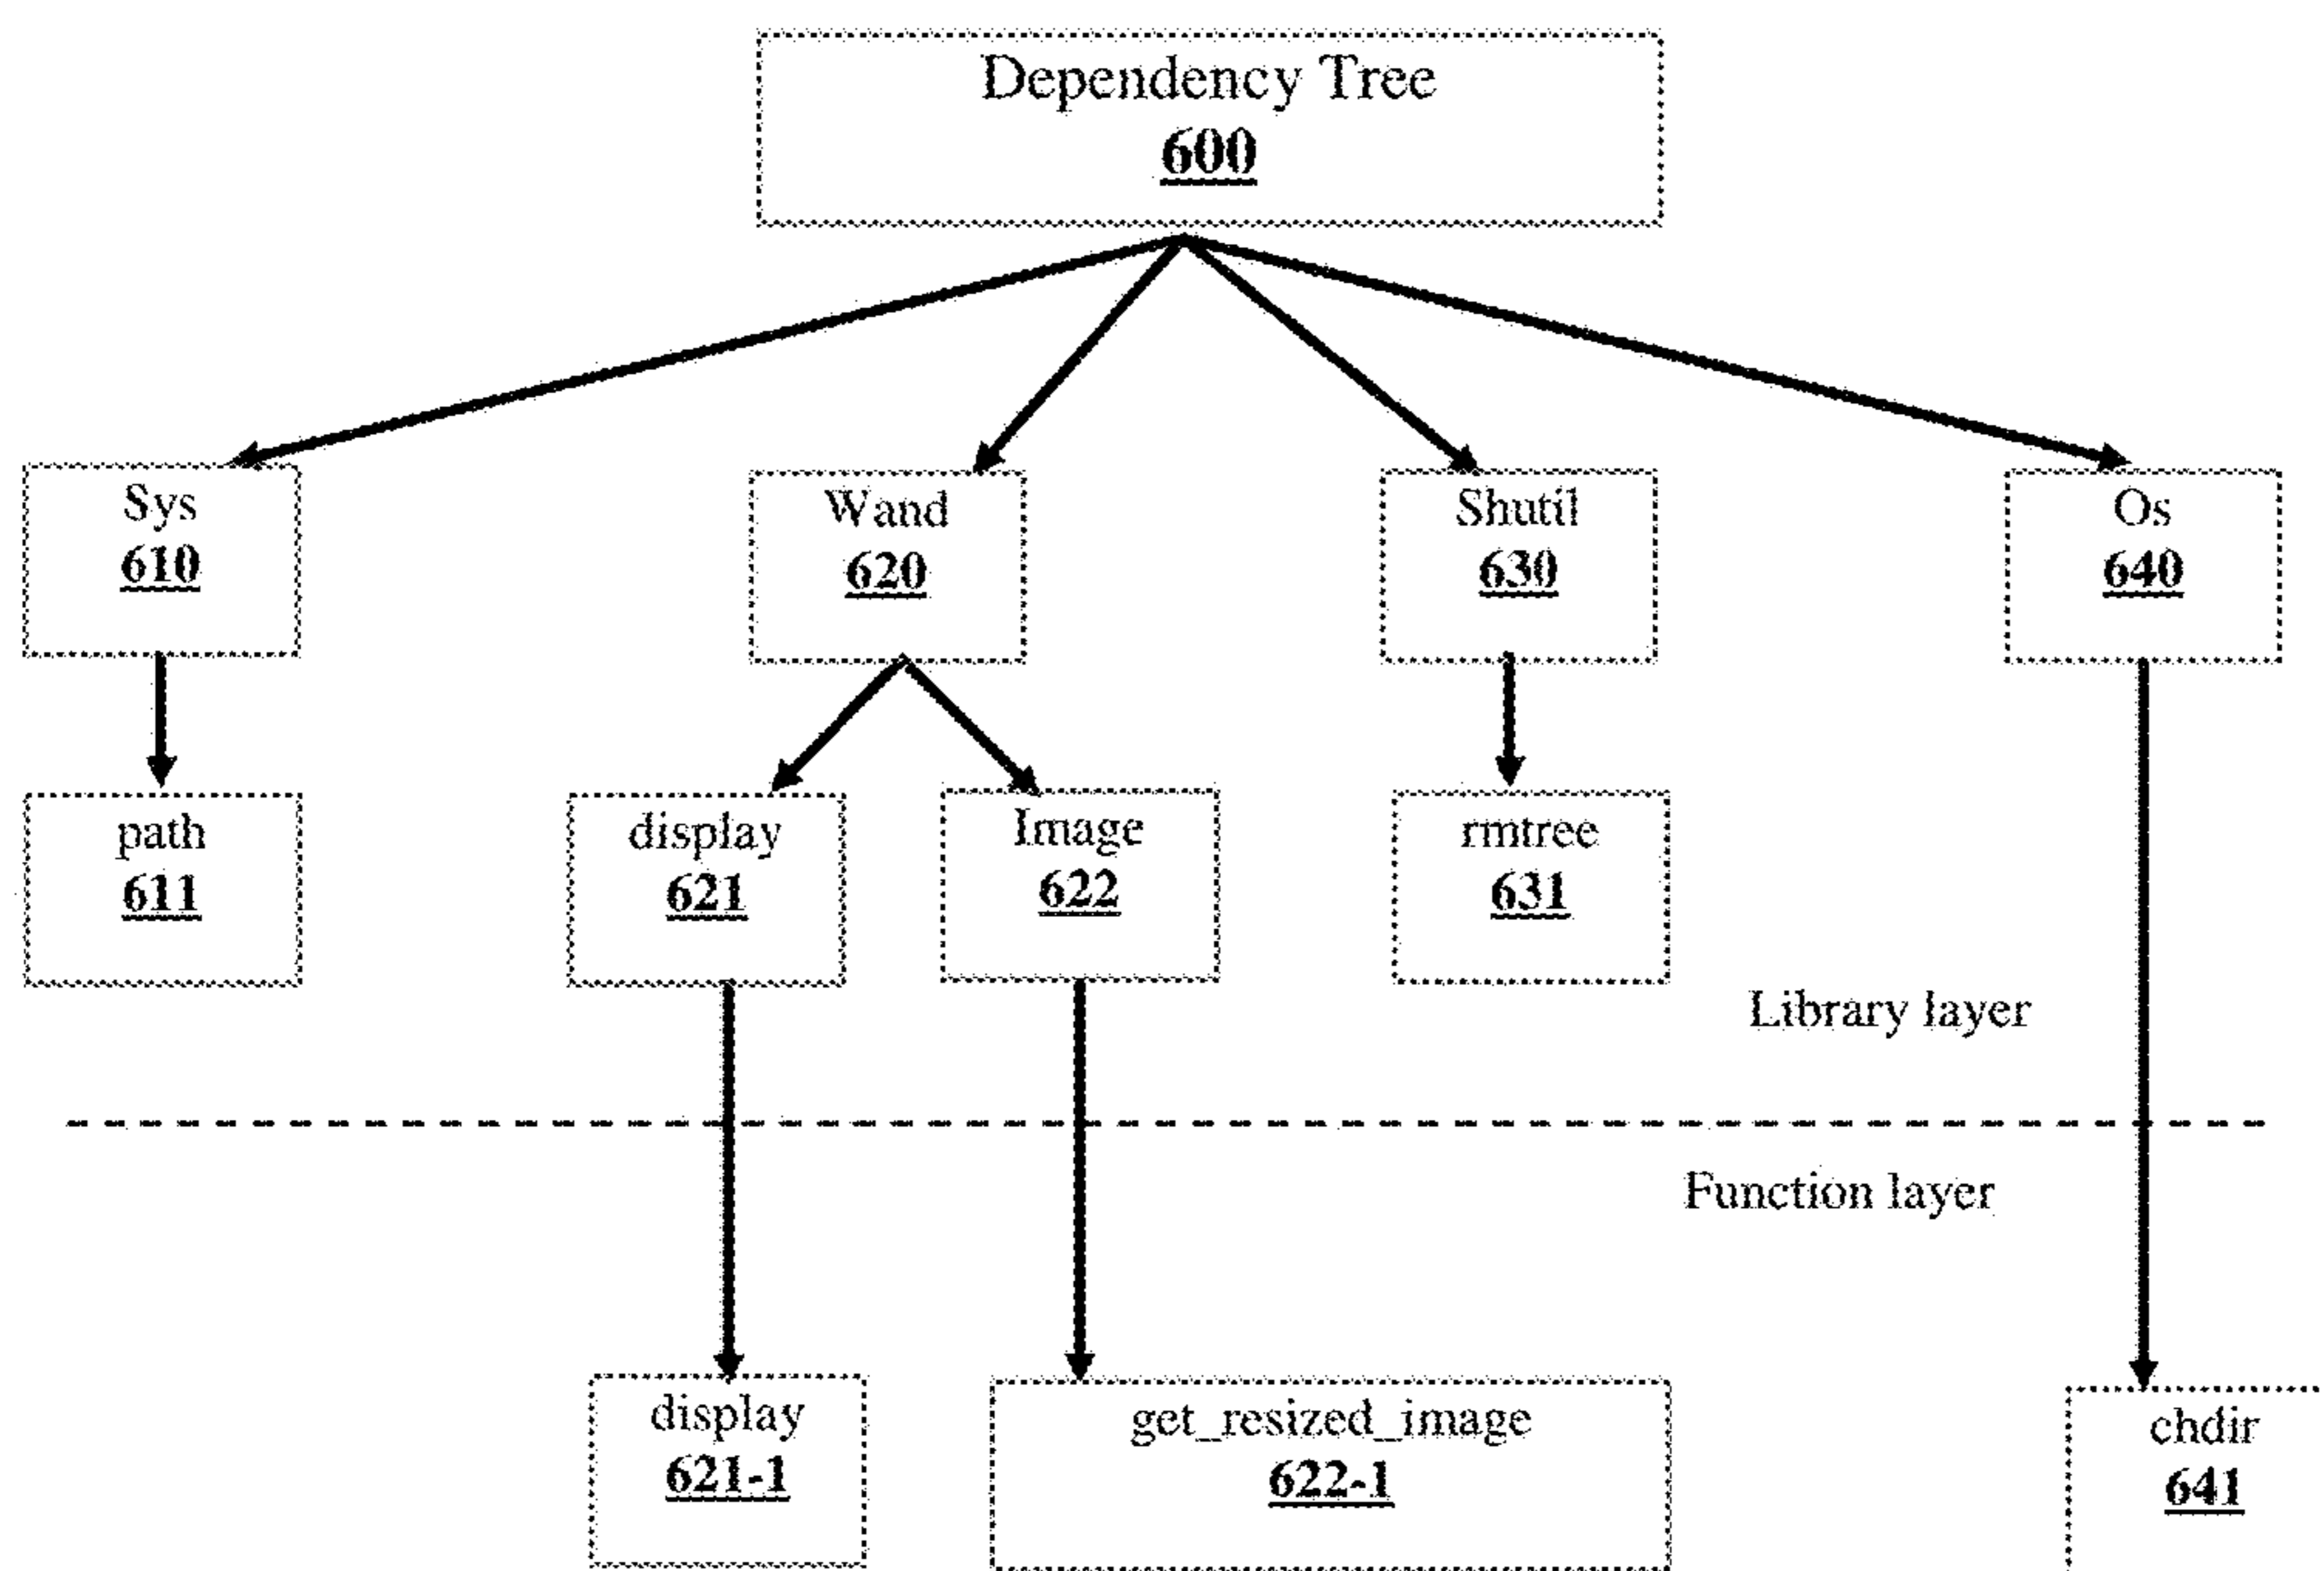 Dependency Tree
600
Sys
610
Wand
620
Shutil
630
Os
640
path
611
display
621
Image
622
rmtree
631
Library layer
Function layer
display
621-1
get_resized_image
622-1
chdir
641